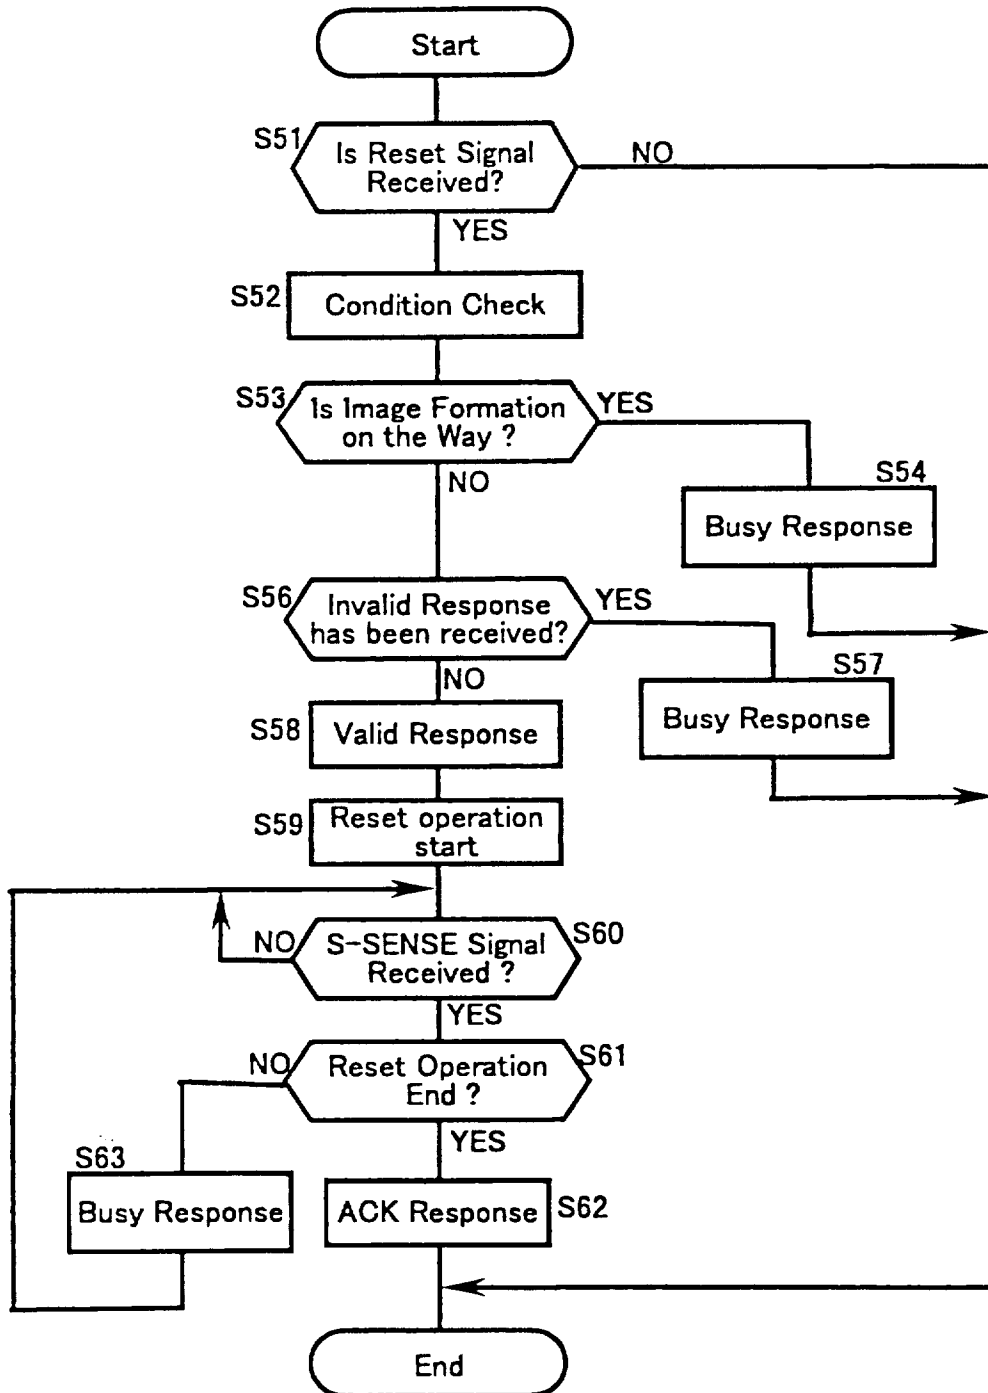 Start
S51
Is Reset Signal
Received?
NO
YES
S52
Condition Check
S53
Is Image Formation
on the Way ?
YES
NO
S54
Busy Response
S56
Invalid Response
has been received?
YES
NO
S57
Busy Response
S58
Valid Response
S59
Reset operation
start
S60
S-SENSE Signal
Received ?
NO
YES
S61
Reset Operation
End ?
NO
YES
S63
Busy Response
ACK Response
S62
End